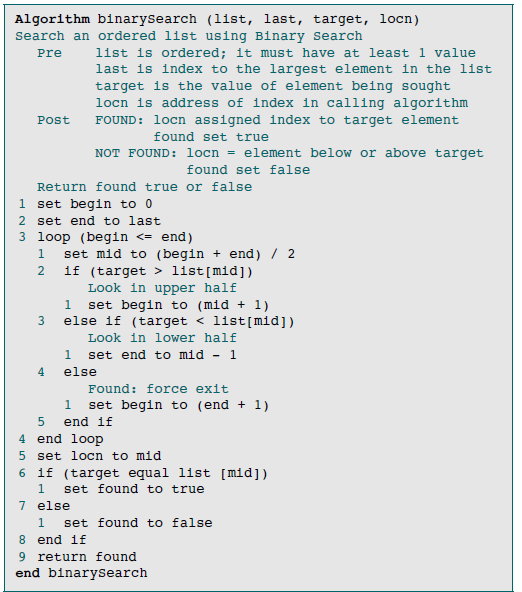 Algorithm binarySearch (list, last, target, locn)
Search an ordered list using Binary Search
Pre list is ordered; it must have at least 1 value
last is index to the largest element in the list
target is the value of element being sought
locn is address of index in calling algorithm
Post FOUND: locn assigned index to target element
found set true
NOT FOUND: locn = element below or above target
found set false
Return found true or false
1 set begin to 0
2 set end to last
3 loop (begin <= end)
1 set mid to (begin + end) / 2
2 if (target > list[mid])
Look in upper half
1 set begin to (mid + 1)
3 else if (target < list[mid])
Look in lower half
1 set end to mid - 1
4 else
Found: force exit
1 set begin to (end + 1)
5 end if
4 end loop
5 set locn to mid
6 if (target equal list [mid])
1 set found to true
7 else
1 set found to false
8 end if
9 return found
end binarySearch